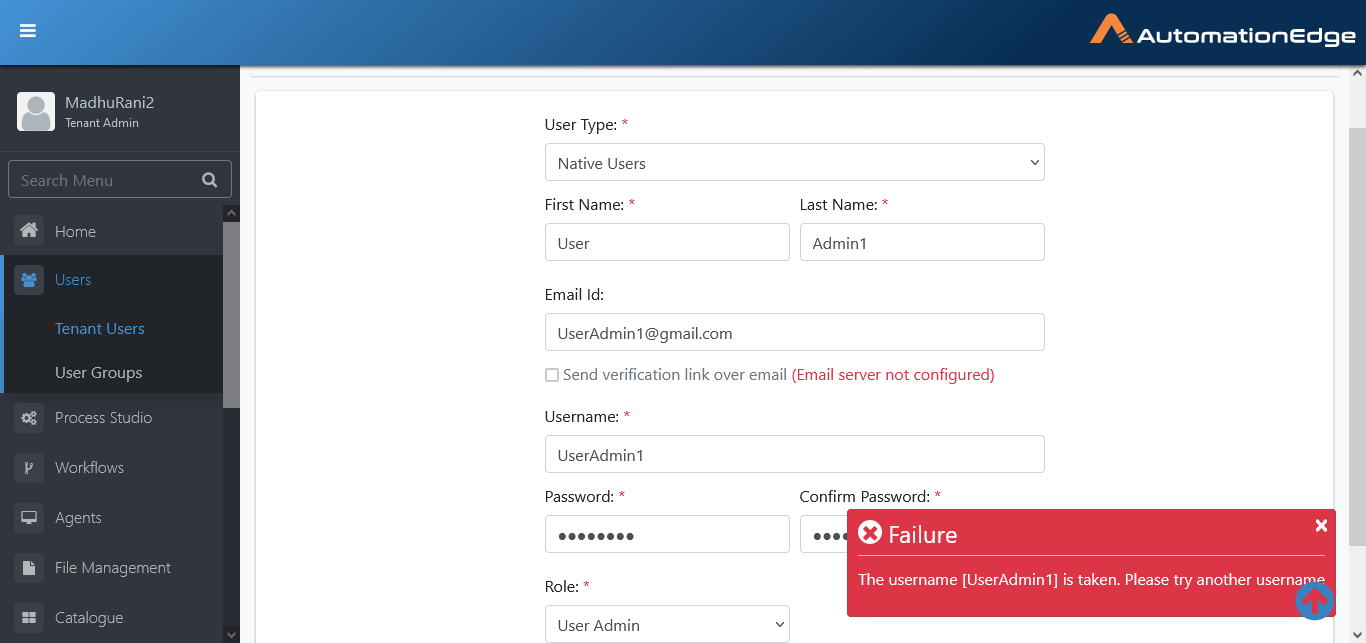 AutomationEdge
MadhuRani2
Tenant Admin
Search Menu
Home
Users
Tenant Users
User Groups
Process Studio
Workflows
Agents
File Management
Catalogue
User Type: *
Native Users
First Name: *
Last Name: *
User
Admin1
Email Id:
UserAdmin1@gmail.com
Send verification link over email (Email server not configured)
Username: *
UserAdmin1
Password: *
Confirm Password: *
Role: *
User Admin
Failure
The username [UserAdmin1] is taken. Please try another username